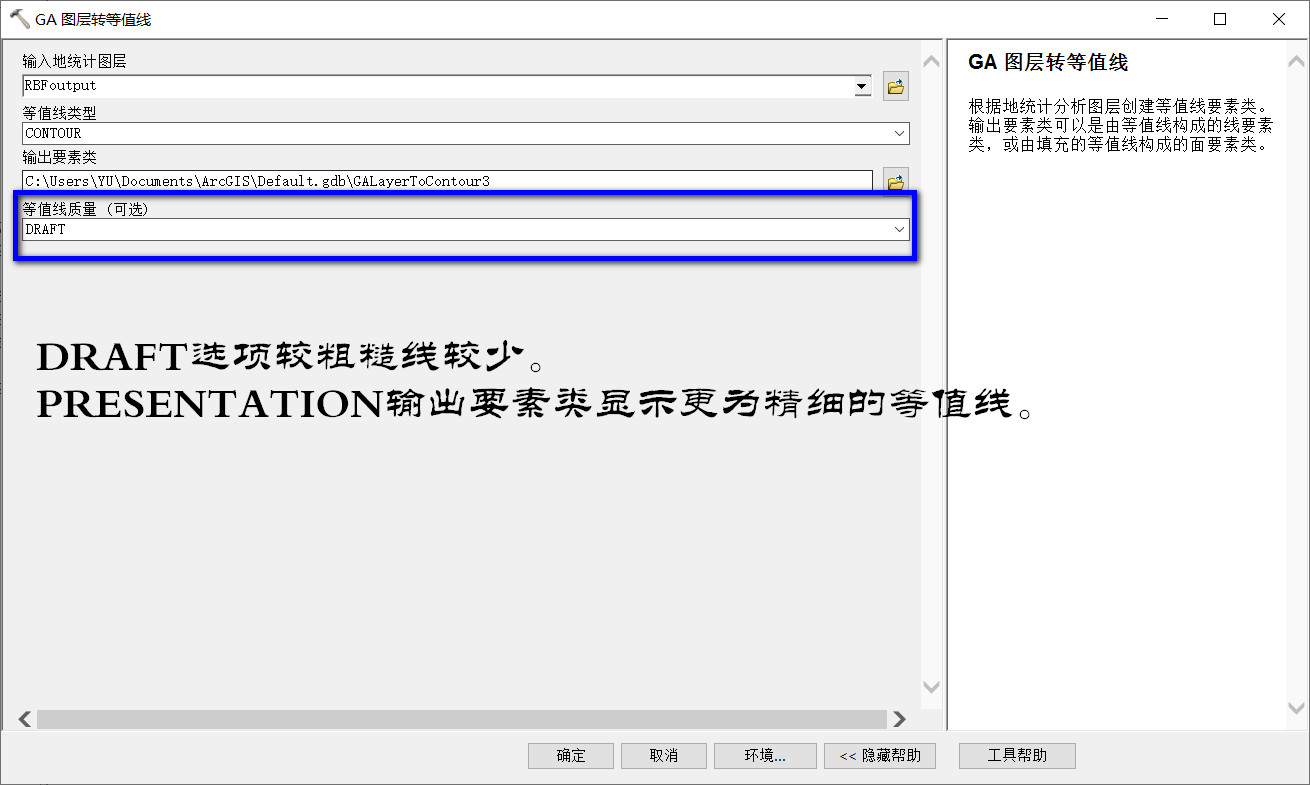 GA 图层转等值线
输入地统计图层
RBFoutput
等值线类型
CONTOUR
输出要素类
C:\Users\YU\Documents\ArcGIS\Default.gdb\GALayerToContour3
等值线质量 (可选)
DRAFT
DRAFT选项较粗糙线较少。
PRESENTATION输出要素类显示更为精细的等值线。
GA 图层转等值线
根据地统计分析图层创建等值线要素类。
输出要素类可以是由等值线构成的线要素
类，或由填充的等值线构成的面要素类。
确定 取消 环境... << 隐藏帮助 工具帮助